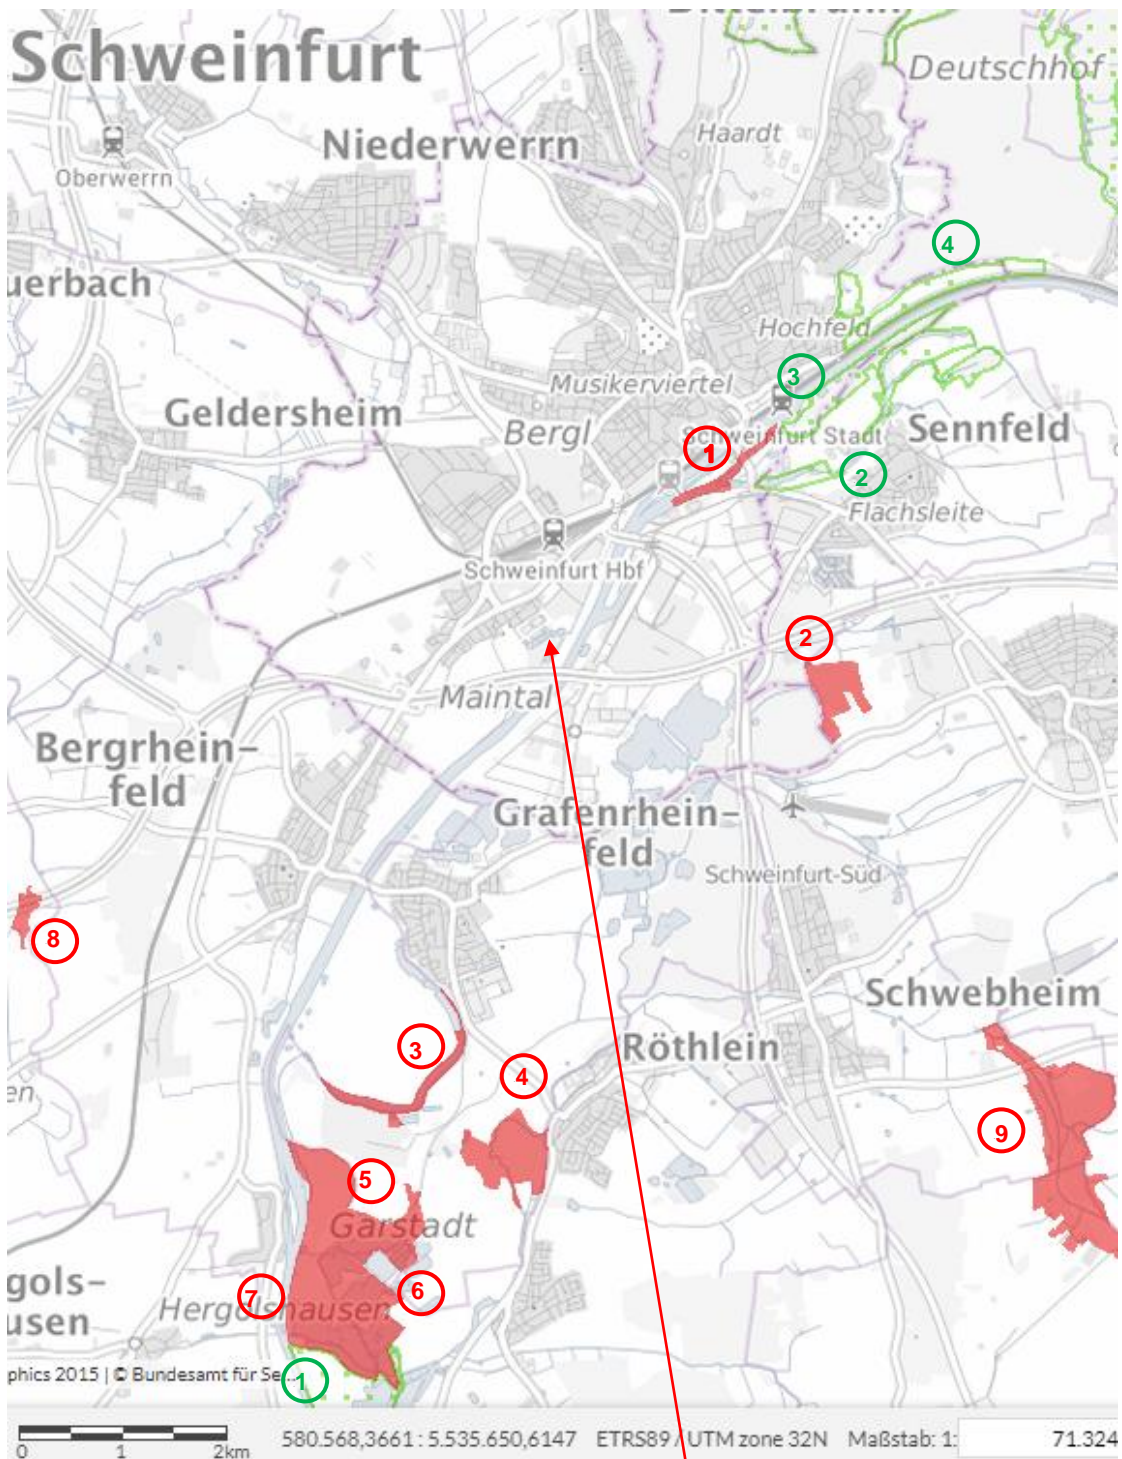 Schweinfurt
Deutschhof
Niederwerrn
Haardt
Oberwerrn
4
uerbach
Hochfeld
3
Musikerviertel
Geldersheim
Bergl
Schweinfurt Stadt
Sennfeld
1
2
Flachsleite
Schweinfurt Hbf
2
Maintal
Bergrhein-
feld
Grafenrhein-
feld
Schweinfurt-Süd
8
Schwebheim
3
Röthlein
4
en
9
5
Garstadt
gols-
usen
7
Hergolshausen
6
phics 2015 | © Bundesamt für Se...
1
0 1 2km
580.568,3661 : 5.535.650,6147 ETRS89 / UTM zone 32N Maßstab: 1: 71.324